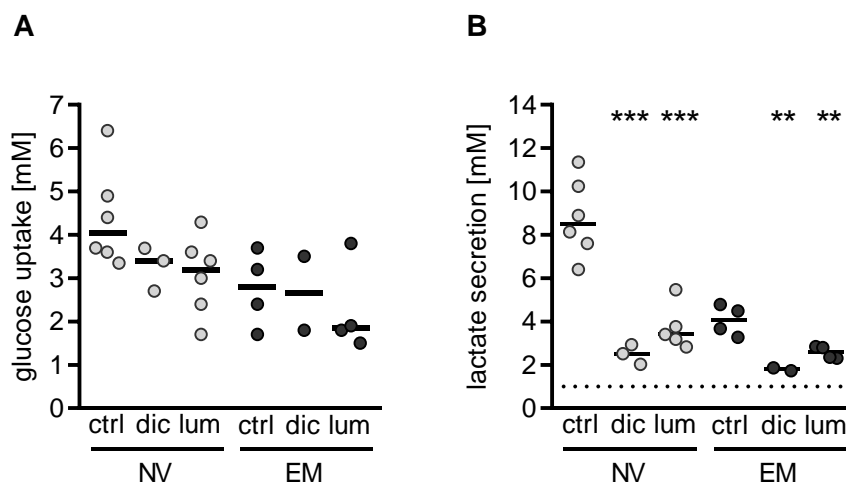 A
glucose uptake [mM]
7
6
5
4
3
2
1
0
ctrl dic lum ctrl dic lum
NV EM
B
lactate secretion [mM]
14
12
10
8
6
4
2
0
*** *** ** **
ctrl dic lum ctrl dic lum
NV EM